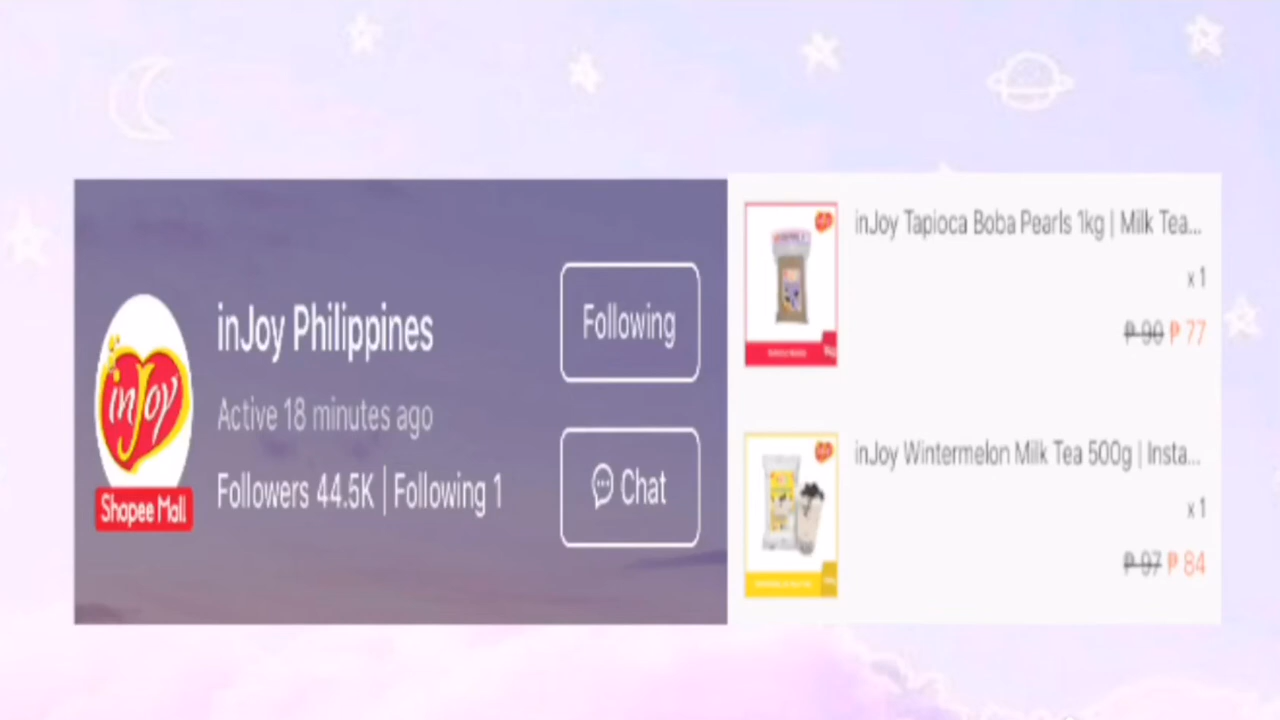 inJoy
Shopee Mall
inJoy Philippines
Active 18 minutes ago
Followers 44.5K | Following 1
Following
Chat
inJoy Tapioca Boba Pearls 1kg | Milk Tea...
x 1
₱ 90 ₱ 77
inJoy Wintermelon Milk Tea 500g | Insta...
x 1
₱ 97 ₱ 84